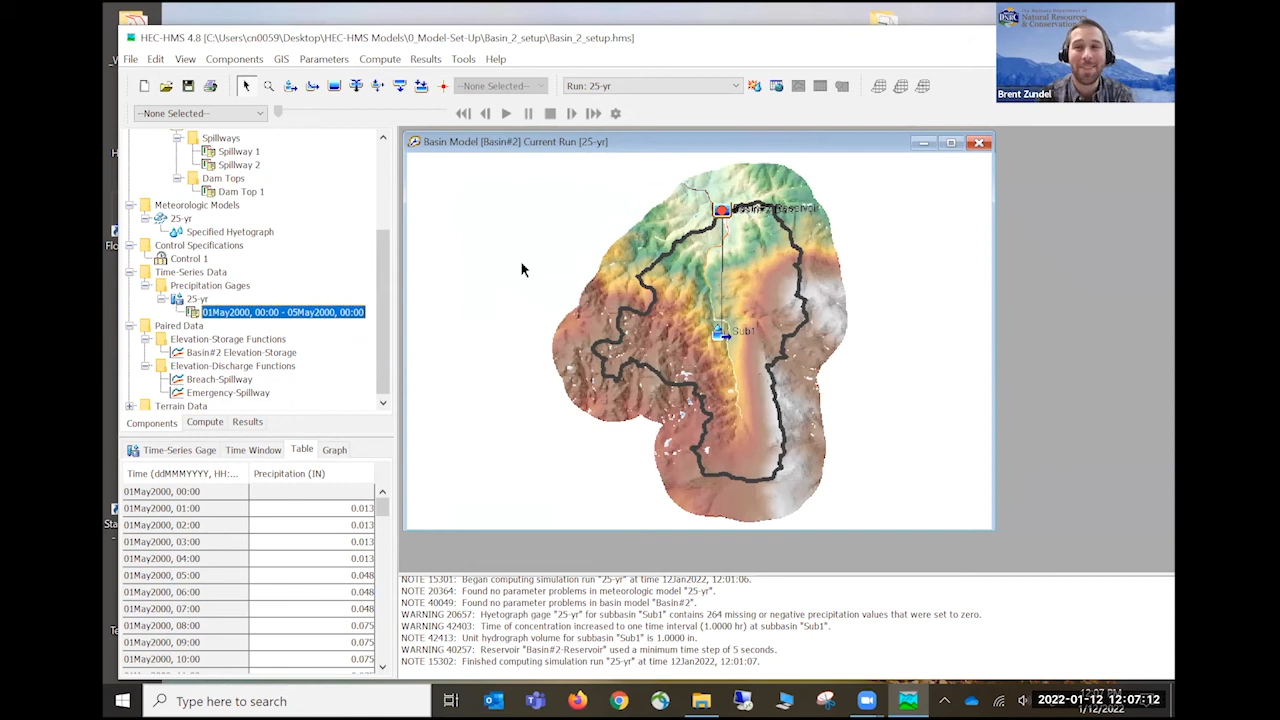 HEC-HMS 4.8 [C:\Users\cn0059\Desktop\HEC-HMS Models\0_Model-Set-Up\Basin_2_setup\Basin_2_setup.hms]
File Edit View Components GIS Parameters Compute Results Tools Help
--None Selected--
Run: 25-yr
--None Selected--
Natural Resources
& Conservation
DNRC
Brent Zundel
Spillways
Spillway 1
Spillway 2
Dam Tops
Dam Top 1
Meteorologic Models
25-yr
Specified Hyetograph
Control Specifications
Control 1
Time-Series Data
Precipitation Gages
25-yr
01May2000, 00:00 - 05May2000, 00:00
Paired Data
Elevation-Storage Functions
Basin#2 Elevation-Storage
Elevation-Discharge Functions
Breach-Spillway
Emergency-Spillway
Terrain Data
Components Compute Results
Basin Model [Basin#2] Current Run [25-yr]
Basin#2-Reservoir
Sub1
Time-Series Gage Time Window Table Graph
Time (ddMMMYYYY, HH:... Precipitation (IN)
01May2000, 00:00
01May2000, 01:00 0.013
01May2000, 02:00 0.013
01May2000, 03:00 0.013
01May2000, 04:00 0.013
01May2000, 05:00 0.048
01May2000, 06:00 0.048
01May2000, 07:00 0.048
01May2000, 08:00 0.075
01May2000, 09:00 0.075
01May2000, 10:00 0.075
NOTE 15301: Began computing simulation run "25-yr" at time 12Jan2022, 12:01:06.
NOTE 20364: Found no parameter problems in meteorologic model "25-yr".
NOTE 40049: Found no parameter problems in basin model "Basin#2".
WARNING 20657: Hyetograph gage "25-yr" for subbasin "Sub1" contains 264 missing or negative precipitation values that were set to zero.
WARNING 42403: Time of concentration increased to one time interval (1.0000 hr) at subbasin "Sub1".
NOTE 42413: Unit hydrograph volume for subbasin "Sub1" is 1.0000 in.
WARNING 40257: Reservoir "Basin#2-Reservoir" used a minimum time step of 5 seconds.
NOTE 15302: Finished computing simulation run "25-yr" at time 12Jan2022, 12:01:07.
Type here to search
2022-01-12 12:07:12
1/12/2022